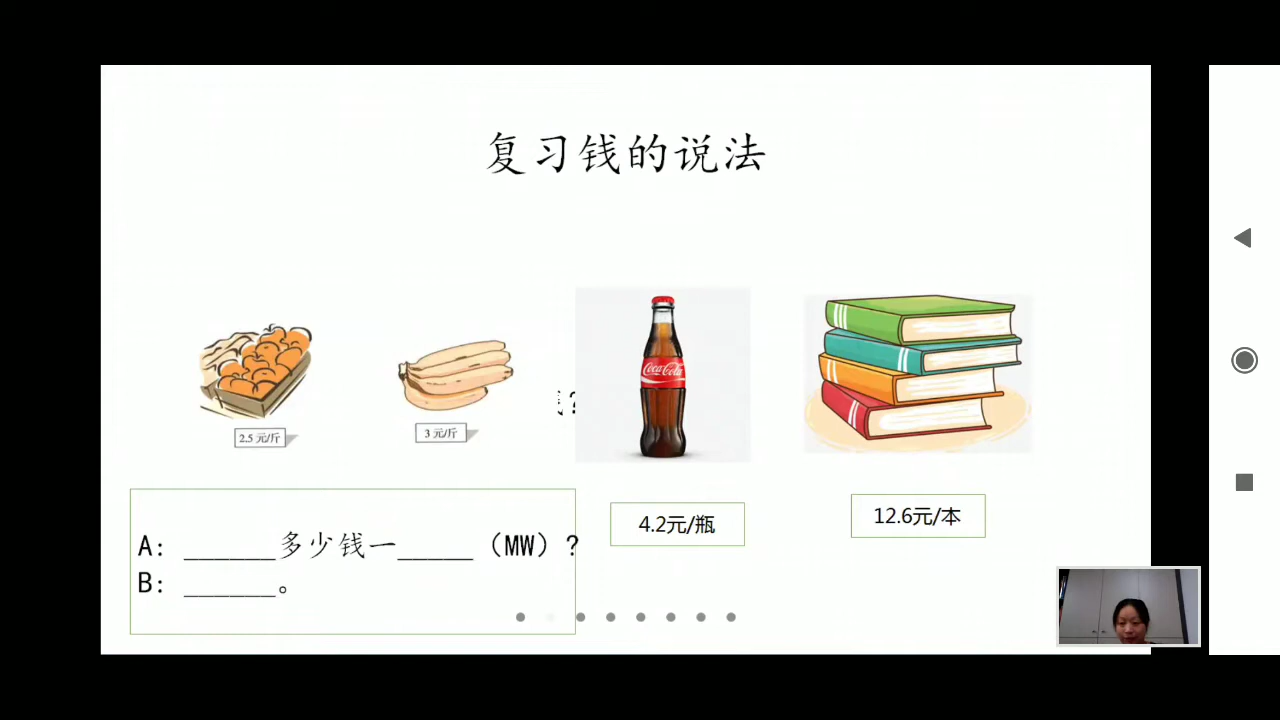 复习钱的说法
?
Coca-Cola
2.5 元/斤
3 元/斤
4.2元/瓶
12.6元/本
A: ______多少钱一_____（MW）?
B: ______。